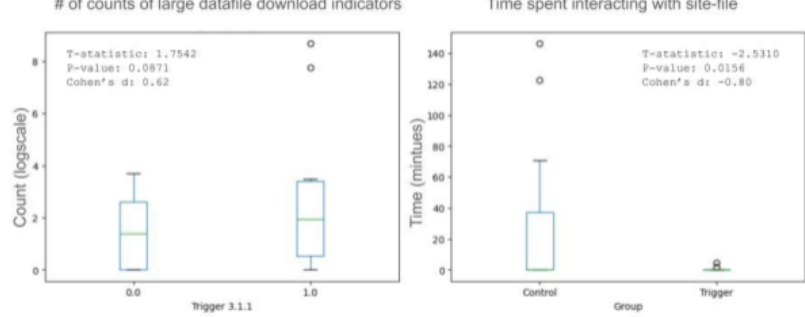 # of counts of large datafile download indicators
T-statistic: 1.7542
P-value: 0.0871
Cohen's d: 0.62
Count (logscale)
8
6
4
2
0
0.0
1.0
Trigger 3.1.1
Time spent interacting with site-file
T-statistic: -2.5310
P-value: 0.0156
Cohen's d: -0.80
Time (mintues)
140
120
100
80
60
40
20
0
Control
Trigger
Group